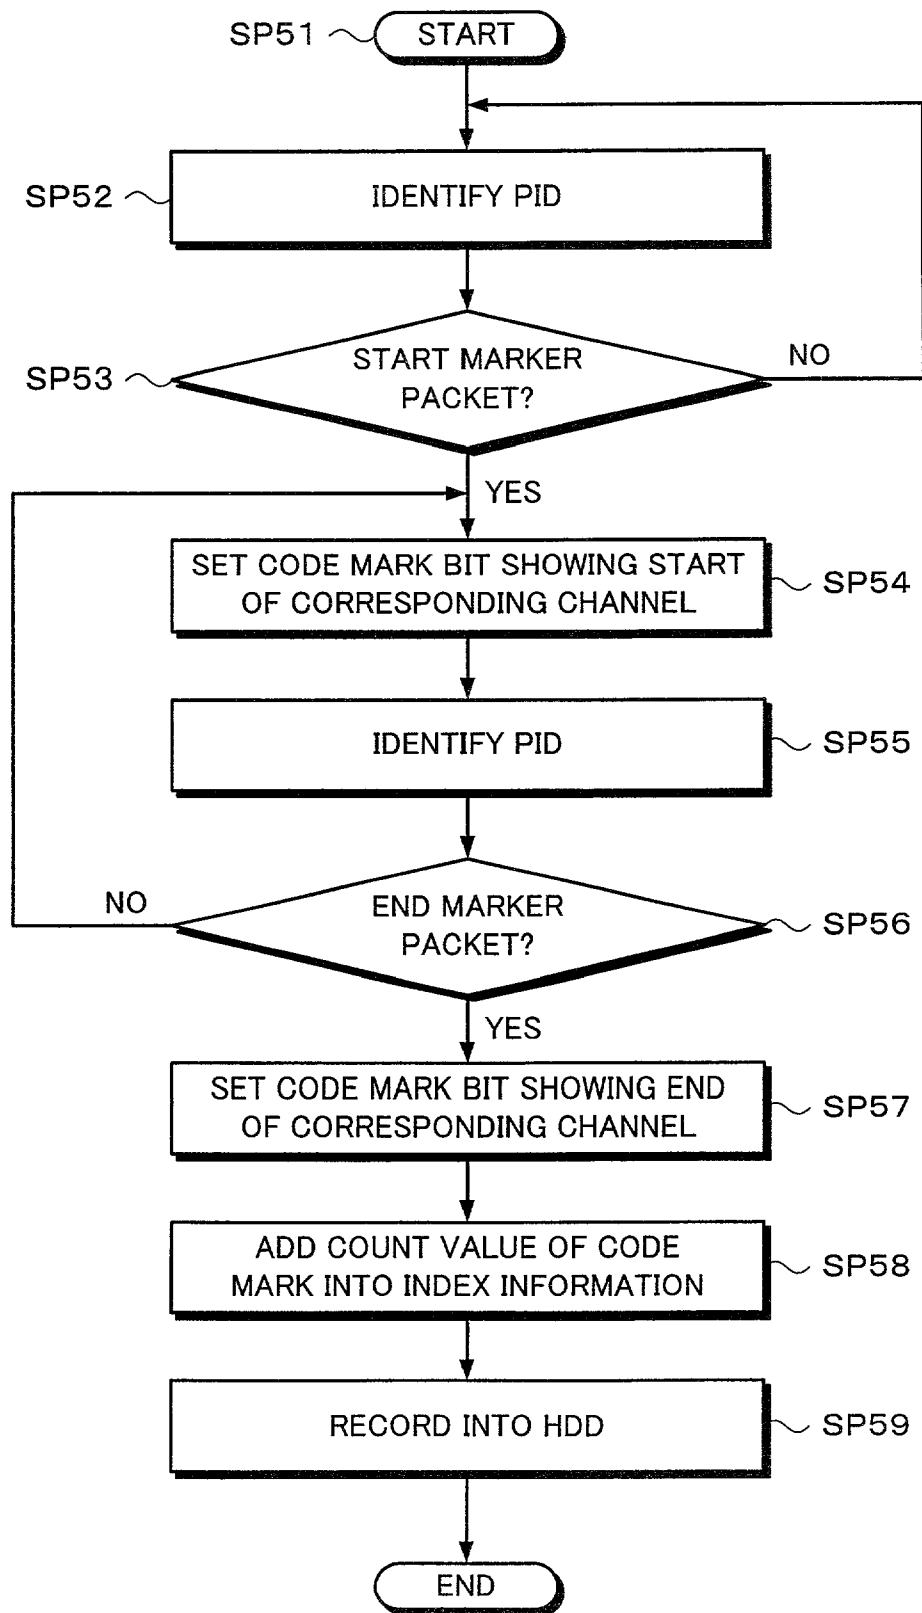 SP51
START
SP52
IDENTIFY PID
SP53
START MARKER
PACKET?
NO
YES
SET CODE MARK BIT SHOWING START
OF CORRESPONDING CHANNEL
SP54
IDENTIFY PID
SP55
NO
END MARKER
PACKET?
SP56
YES
SET CODE MARK BIT SHOWING END
OF CORRESPONDING CHANNEL
SP57
ADD COUNT VALUE OF CODE
MARK INTO INDEX INFORMATION
SP58
RECORD INTO HDD
SP59
END